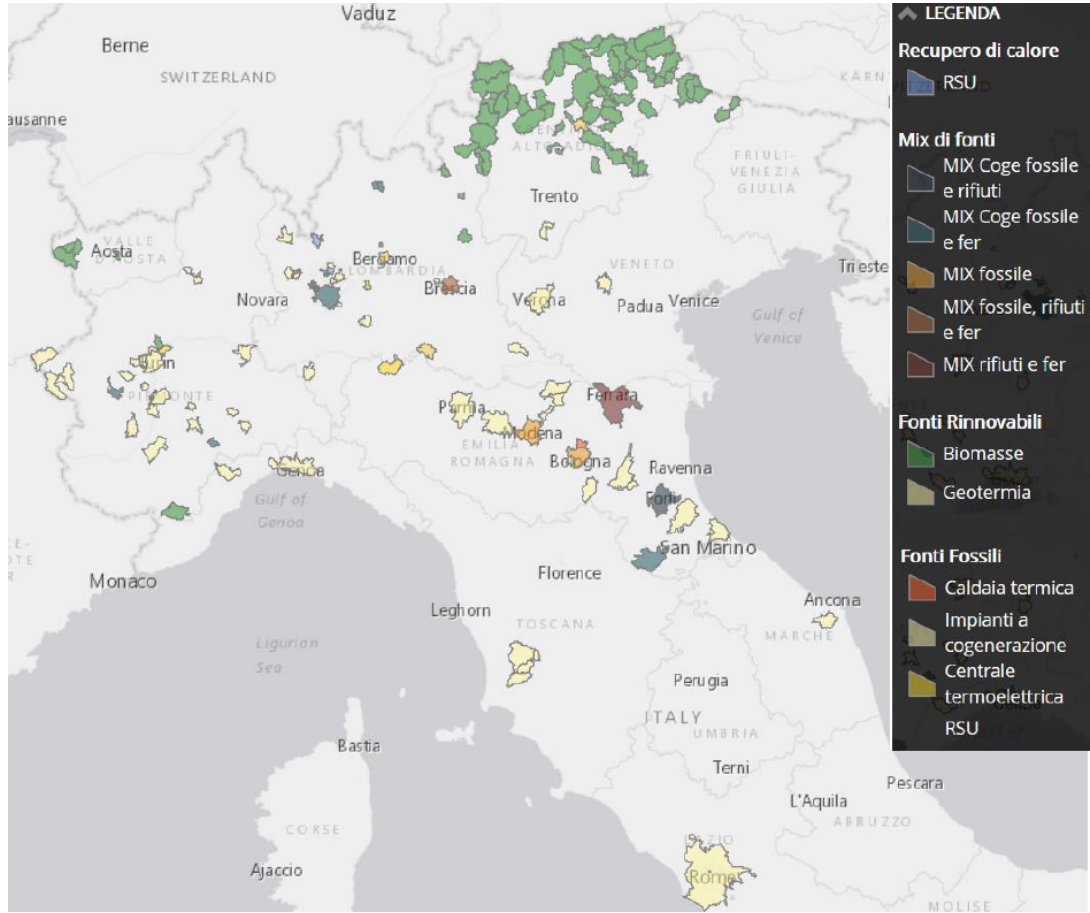 Vaduz
Berne
SWITZERLAND
ausanne
TRENTINO-
ALTO ADIGE
FRIULI-
VENEZIA
GIULIA
Trento
Aosta
VALLE
D'AOSTA
Bergamo
LOMBARDIA
VENETO
Trieste
Novara
Brescia
Verona
Padua
Venice
Gulf of
Venice
Turin
PIEMONTE
Parma
Ferrara
Modena
EMILIA
ROMAGNA
Bologna
Ravenna
Genoa
Forlì
Gulf of
Genoa
San Marino
Monaco
Florence
Leghorn
Ancona
TOSCANA
MARCHE
Ligurian
Sea
Perugia
ITALY
UMBRIA
Bastia
Terni
Pescara
L'Aquila
ABRUZZO
CORSE
LAZIO
Ajaccio
Rome
MOLISE
LEGENDA
Recupero di calore
RSU
Mix di fonti
MIX Coge fossile
e rifiuti
MIX Coge fossile
e fer
MIX fossile
MIX fossile, rifiuti
e fer
MIX rifiuti e fer
Fonti Rinnovabili
Biomasse
Geotermia
Fonti Fossili
Caldaia termica
Impianti a
cogenerazione
Centrale
termoelettrica
RSU